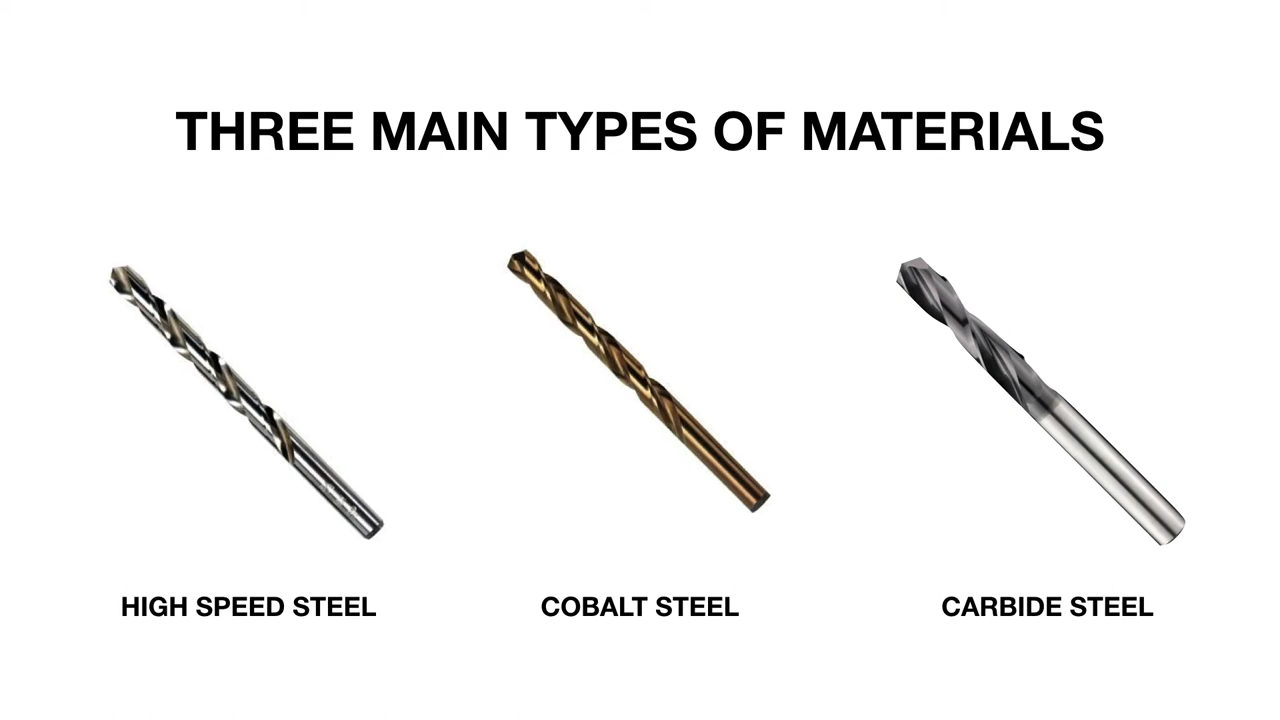 THREE MAIN TYPES OF MATERIALS
HIGH SPEED STEEL
COBALT STEEL
CARBIDE STEEL